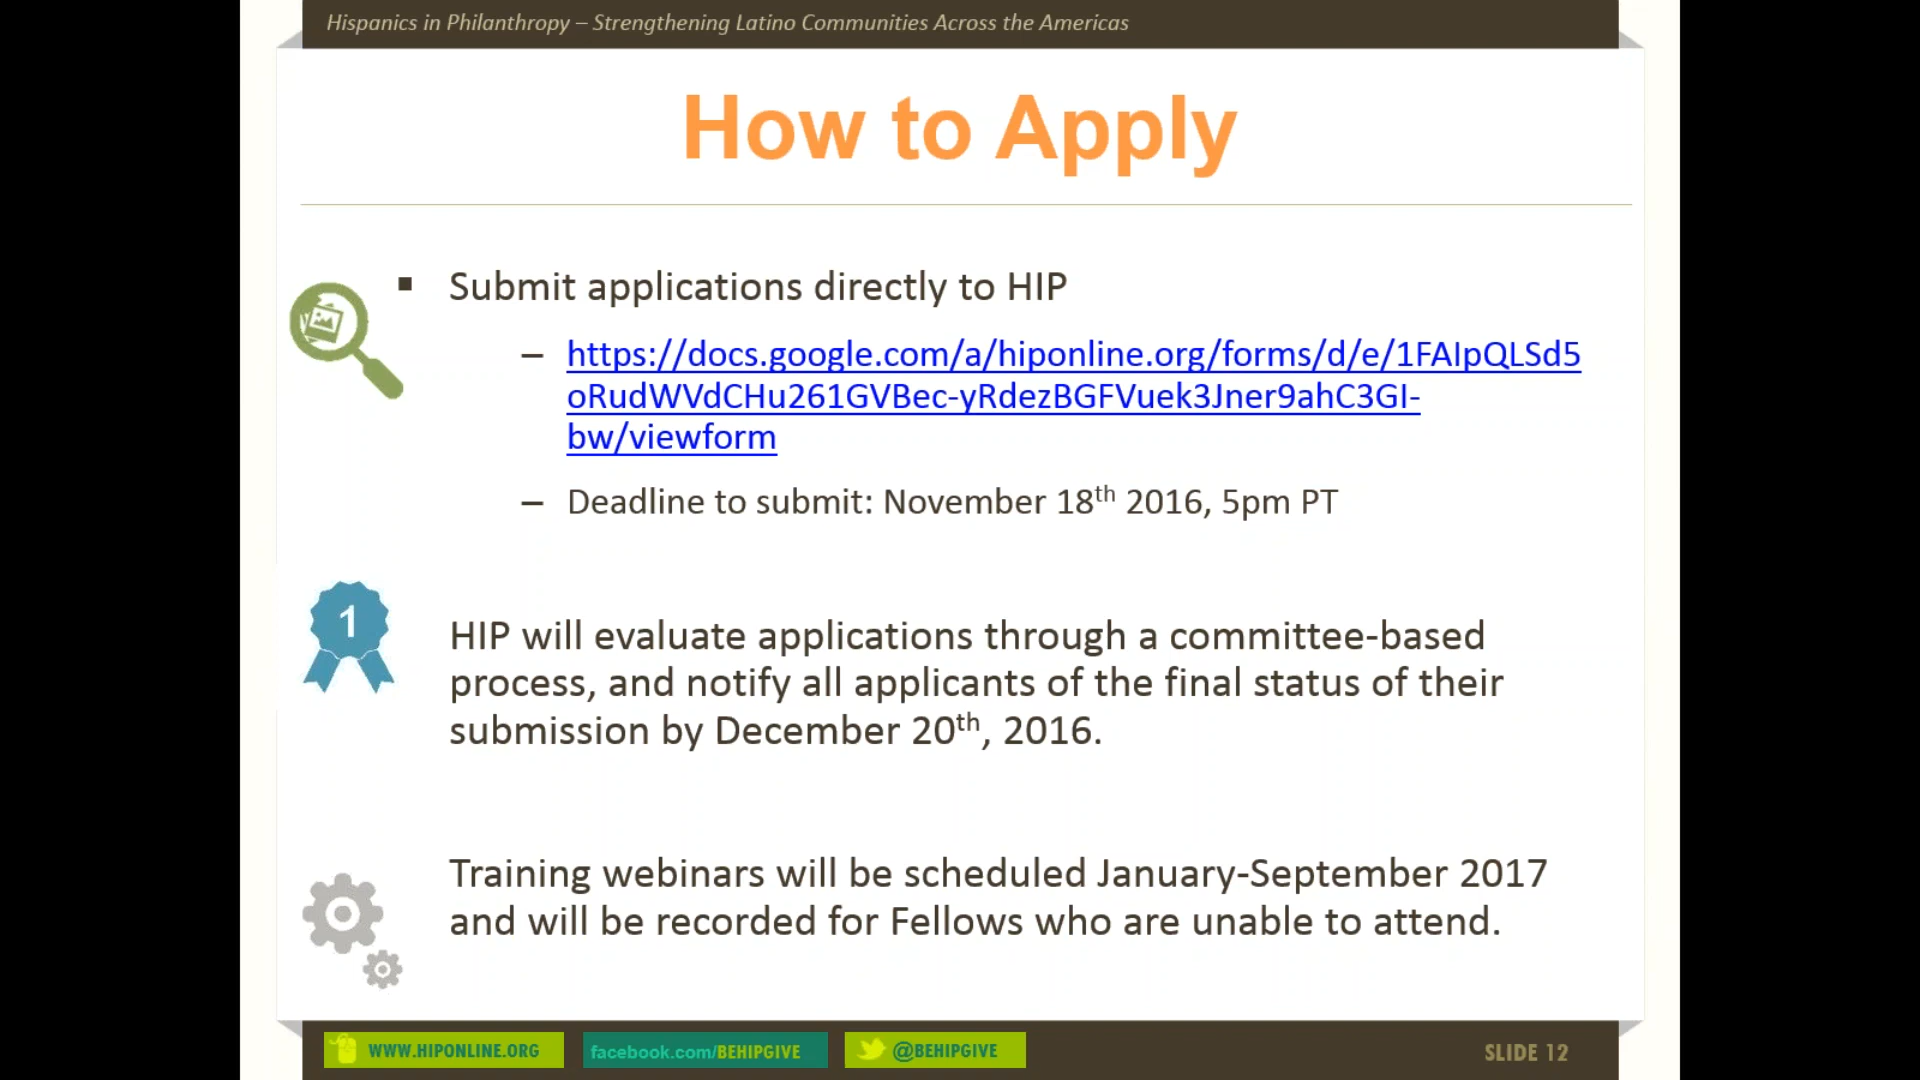 Hispanics in Philanthropy – Strengthening Latino Communities Across the Americas
How to Apply
▪ Submit applications directly to HIP
– https://docs.google.com/a/hiponline.org/forms/d/e/1FAIpQLSd5
oRudWVdCHu261GVBec-yRdezBGFVuek3Jner9ahC3GI-
bw/viewform
– Deadline to submit: November 18th 2016, 5pm PT
1
HIP will evaluate applications through a committee-based
process, and notify all applicants of the final status of their
submission by December 20th, 2016.
Training webinars will be scheduled January-September 2017
and will be recorded for Fellows who are unable to attend.
WWW.HIPONLINE.ORG
facebook.com/BEHIPGIVE
@BEHIPGIVE
SLIDE 12